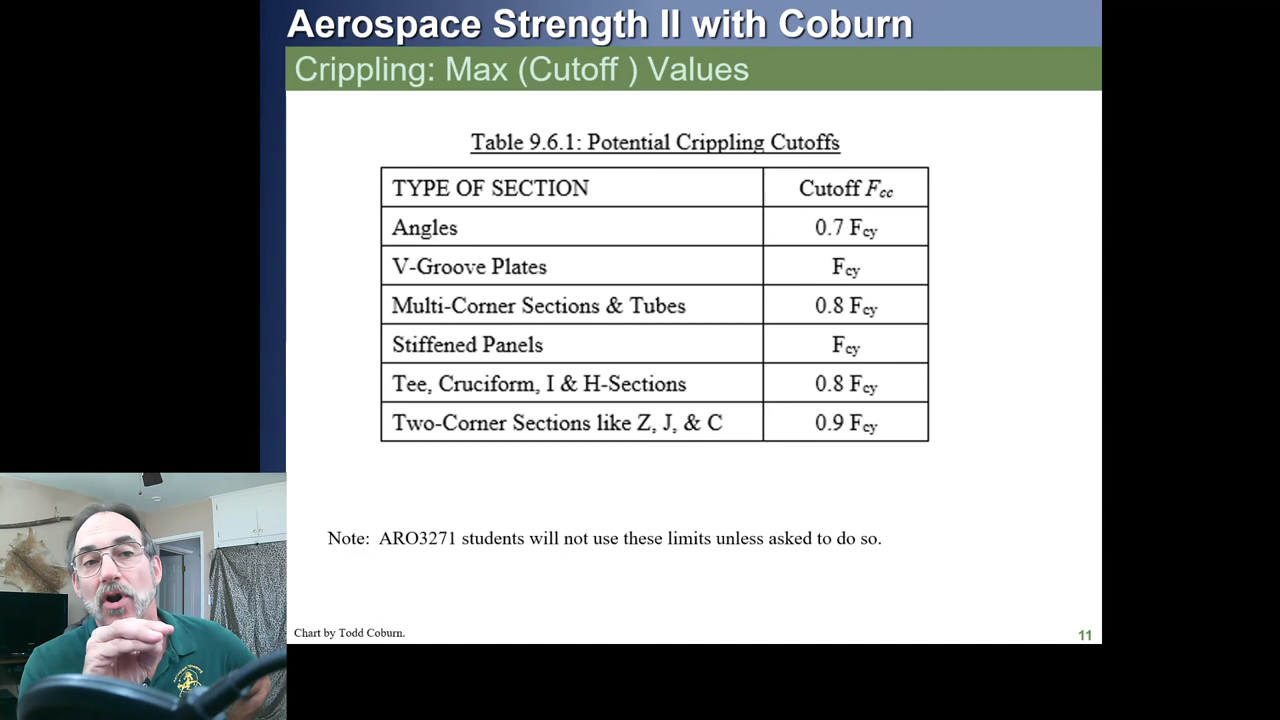 Aerospace Strength II with Coburn
Crippling: Max (Cutoff ) Values
Table 9.6.1: Potential Crippling Cutoffs
TYPE OF SECTION Cutoff Fcc
Angles 0.7 Fcy
V-Groove Plates Fcy
Multi-Corner Sections & Tubes 0.8 Fcy
Stiffened Panels Fcy
Tee, Cruciform, I & H-Sections 0.8 Fcy
Two-Corner Sections like Z, J, & C 0.9 Fcy
Note: ARO3271 students will not use these limits unless asked to do so.
Chart by Todd Coburn.
11